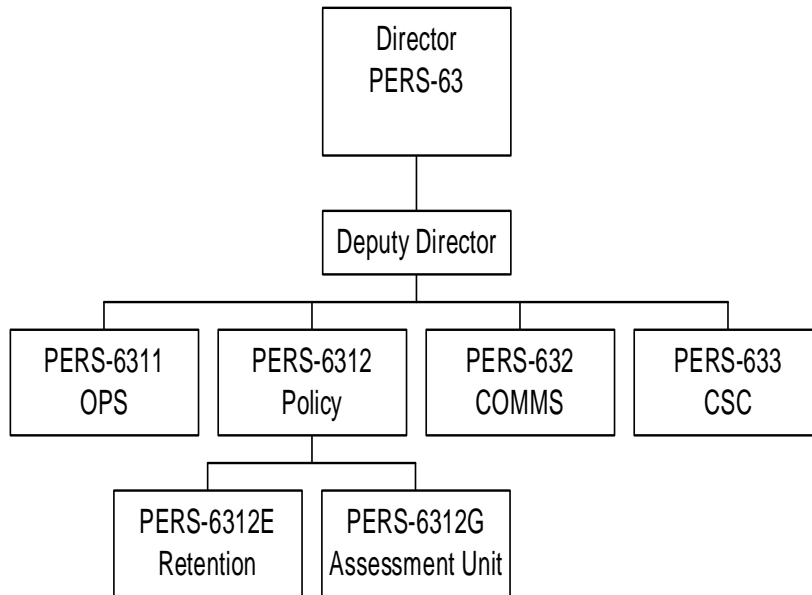 Director
PERS-63
Deputy Director
PERS-6311
OPS
PERS-6312
Policy
PERS-632
COMMS
PERS-633
CSC
PERS-6312E
Retention
PERS-6312G
Assessment Unit